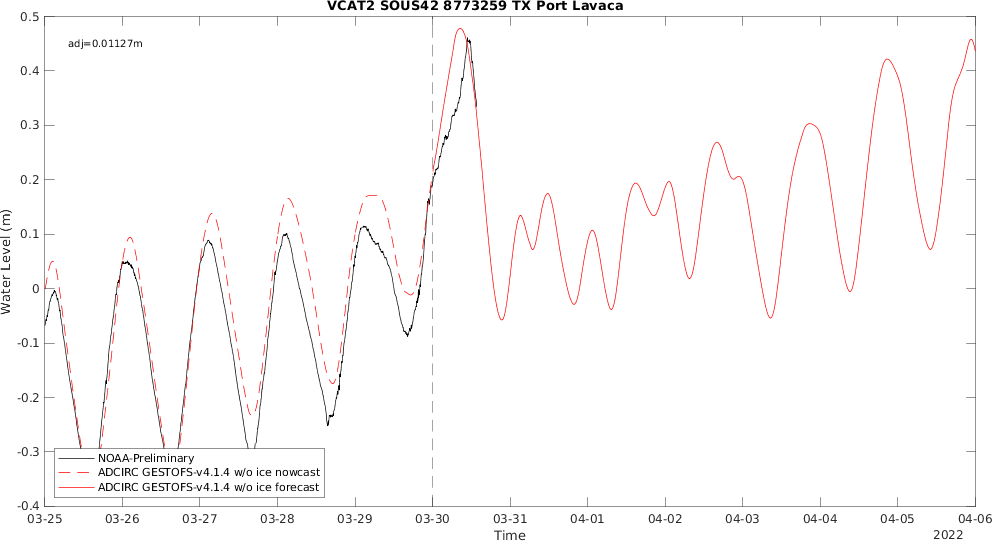 VCAT2 SOUS42 8773259 TX Port Lavaca
adj=0.01127m
Water Level (m)
0.5
0.4
0.3
0.2
0.1
0
-0.1
-0.2
-0.3
-0.4
NOAA-Preliminary
ADCIRC GESTOFS-v4.1.4 w/o ice nowcast
ADCIRC GESTOFS-v4.1.4 w/o ice forecast
03-25 03-26 03-27 03-28 03-29 03-30 03-31 04-01 04-02 04-03 04-04 04-05 04-06
Time
2022